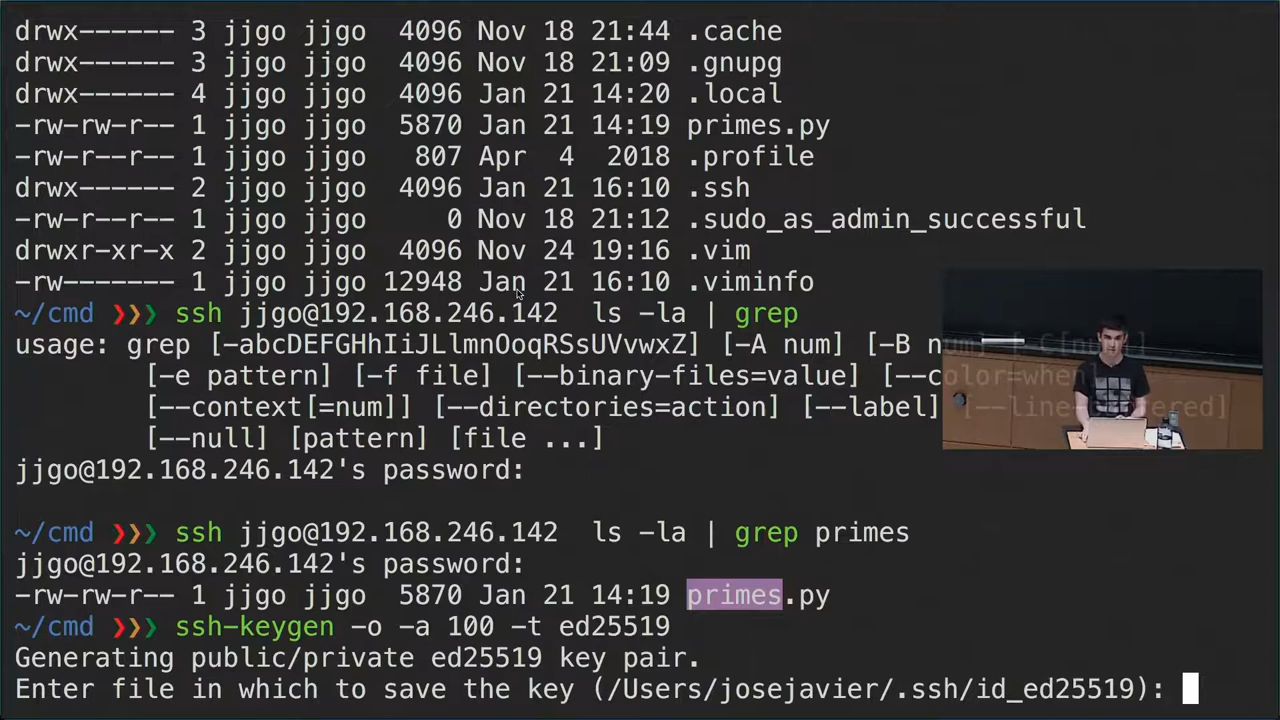 drwx------ 3 jjgo jjgo  4096 Nov 18 21:44 .cache
drwx------ 3 jjgo jjgo  4096 Nov 18 21:09 .gnupg
drwx------ 4 jjgo jjgo  4096 Jan 21 14:20 .local
-rw-rw-r-- 1 jjgo jjgo  5870 Jan 21 14:19 primes.py
-rw-r--r-- 1 jjgo jjgo   807 Apr  4  2018 .profile
drwx------ 2 jjgo jjgo  4096 Jan 21 16:10 .ssh
-rw-r--r-- 1 jjgo jjgo     0 Nov 18 21:12 .sudo_as_admin_successful
drwxr-xr-x 2 jjgo jjgo  4096 Nov 24 19:16 .vim
-rw------- 1 jjgo jjgo 12948 Jan 21 16:10 .viminfo
~/cmd ❯❯❯ ssh jjgo@192.168.246.142  ls -la | grep
usage: grep [-abcDEFGHhIiJLlmnOoqRSsUVvwxZ] [-A num] [-B num] [-C[num]]
[-e pattern] [-f file] [--binary-files=value] [--color=when]
[--context[=num]] [--directories=action] [--label] [--line-buffered]
[--null] [pattern] [file ...]
jjgo@192.168.246.142's password:
~/cmd ❯❯❯ ssh jjgo@192.168.246.142  ls -la | grep primes
jjgo@192.168.246.142's password:
-rw-rw-r-- 1 jjgo jjgo  5870 Jan 21 14:19 primes.py
~/cmd ❯❯❯ ssh-keygen -o -a 100 -t ed25519
Generating public/private ed25519 key pair.
Enter file in which to save the key (/Users/josejavier/.ssh/id_ed25519):